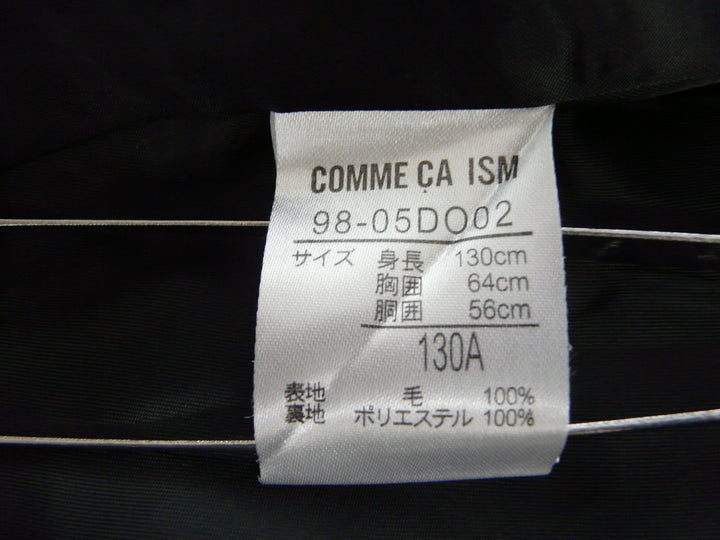 COMME ÇA ISM
98-05DO02
サイズ 身長 130cm
胸囲 64cm
胴囲 56cm
130A
表地 毛 100%
裏地 ポリエステル 100%